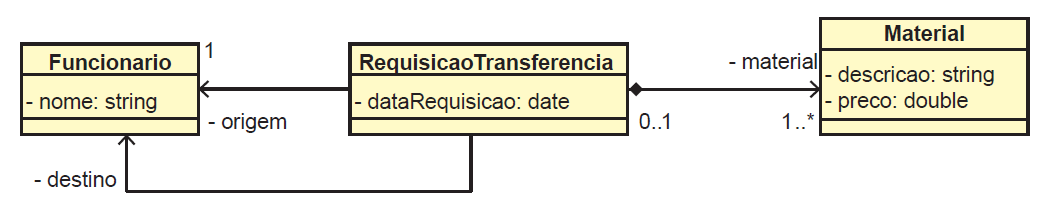 Funcionario
- nome: string
1
- origem
- destino
RequisicaoTransferencia
- dataRequisicao: date
0..1
- material
1..*
Material
- descricao: string
- preco: double